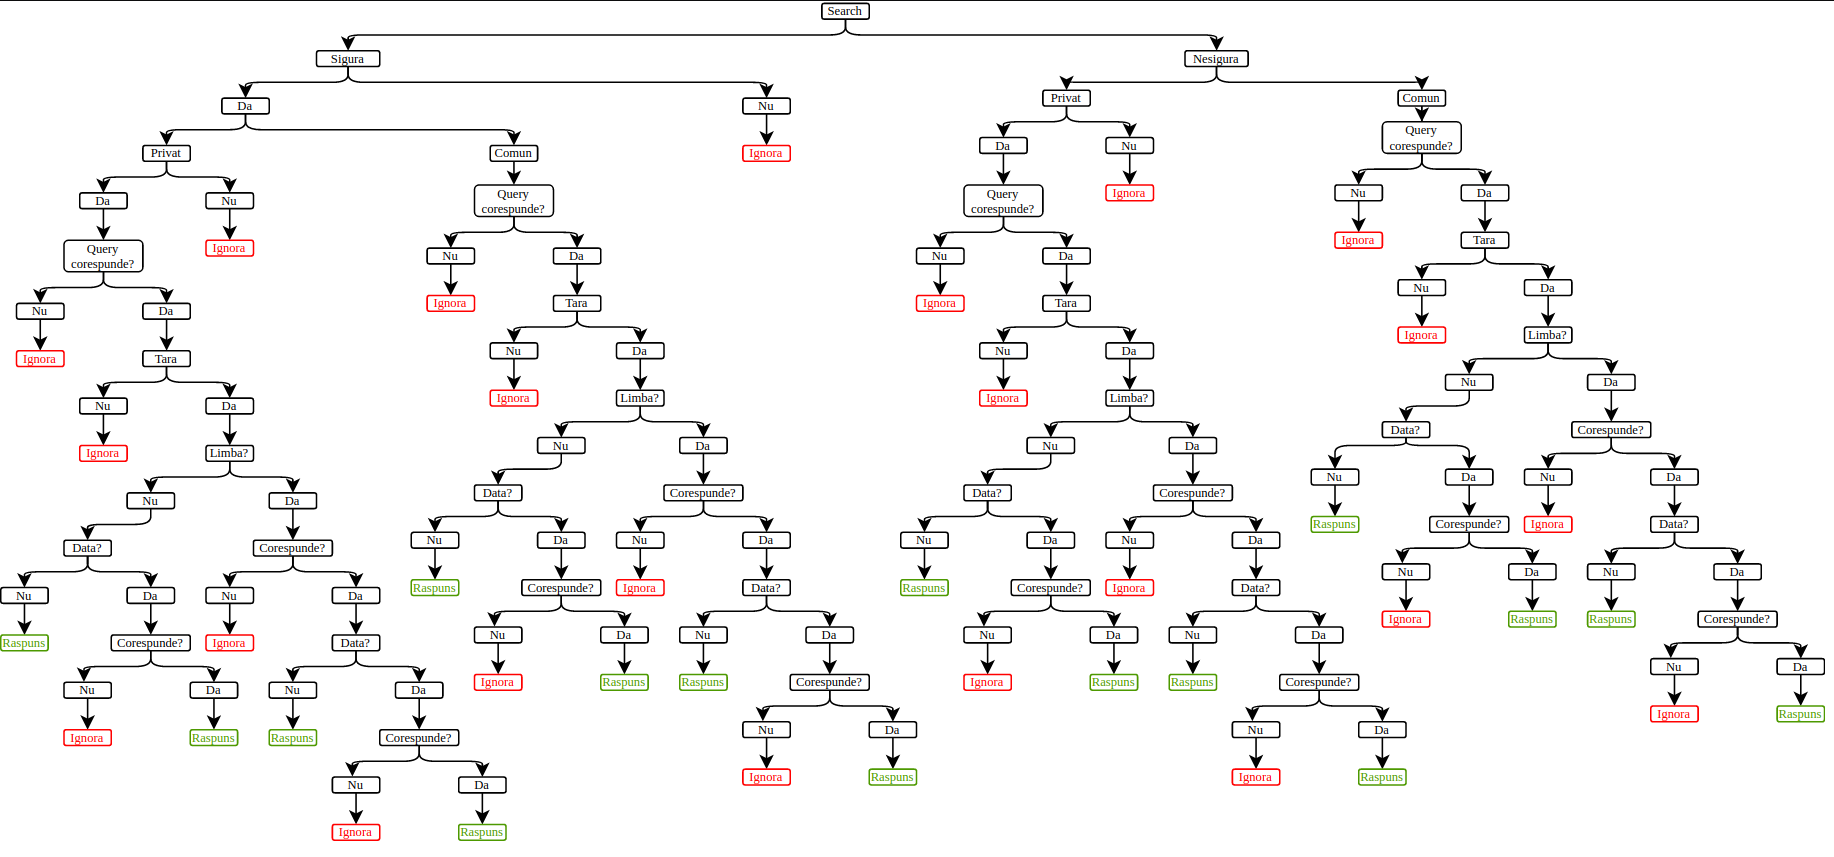 Search
Sigura
Nesigura
Da
Nu
Privat
Comun
Privat
Comun
Ignora
Da
Nu
Query
corespunde?
Da
Nu
Query
corespunde?
Ignora
Nu
Da
Query
corespunde?
Ignora
Query
corespunde?
Ignora
Nu
Da
Nu
Da
Ignora
Tara
Nu
Da
Ignora
Tara
Ignora
Tara
Nu
Da
Ignora
Tara
Nu
Da
Nu
Da
Ignora
Limba?
Nu
Da
Ignora
Limba?
Ignora
Limba?
Nu
Da
Ignora
Limba?
Nu
Da
Nu
Da
Data?
Corespunde?
Nu
Da
Data?
Corespunde?
Data?
Corespunde?
Nu
Da
Nu
Da
Data?
Corespunde?
Nu
Da
Nu
Da
Nu
Da
Nu
Da
Raspuns
Corespunde?
Ignora
Data?
Nu
Da
Nu
Da
Raspuns
Corespunde?
Ignora
Data?
Raspuns
Corespunde?
Ignora
Data?
Nu
Da
Nu
Da
Raspuns
Corespunde?
Ignora
Data?
Nu
Da
Nu
Da
Nu
Da
Nu
Da
Ignora
Raspuns
Raspuns
Corespunde?
Nu
Da
Nu
Da
Ignora
Raspuns
Raspuns
Corespunde?
Ignora
Raspuns
Raspuns
Corespunde?
Nu
Da
Ignora
Raspuns
Raspuns
Corespunde?
Nu
Da
Nu
Da
Ignora
Raspuns
Nu
Da
Ignora
Raspuns
Ignora
Raspuns
Ignora
Raspuns